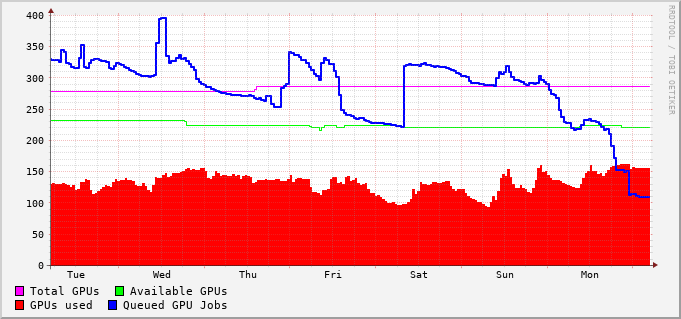 400
350
300
250
200
150
100
50
0
Tue Wed Thu Fri Sat Sun Mon
Total GPUs Available GPUs
GPUs used Queued GPU Jobs
RRDTOOL / TOBI OETIKER